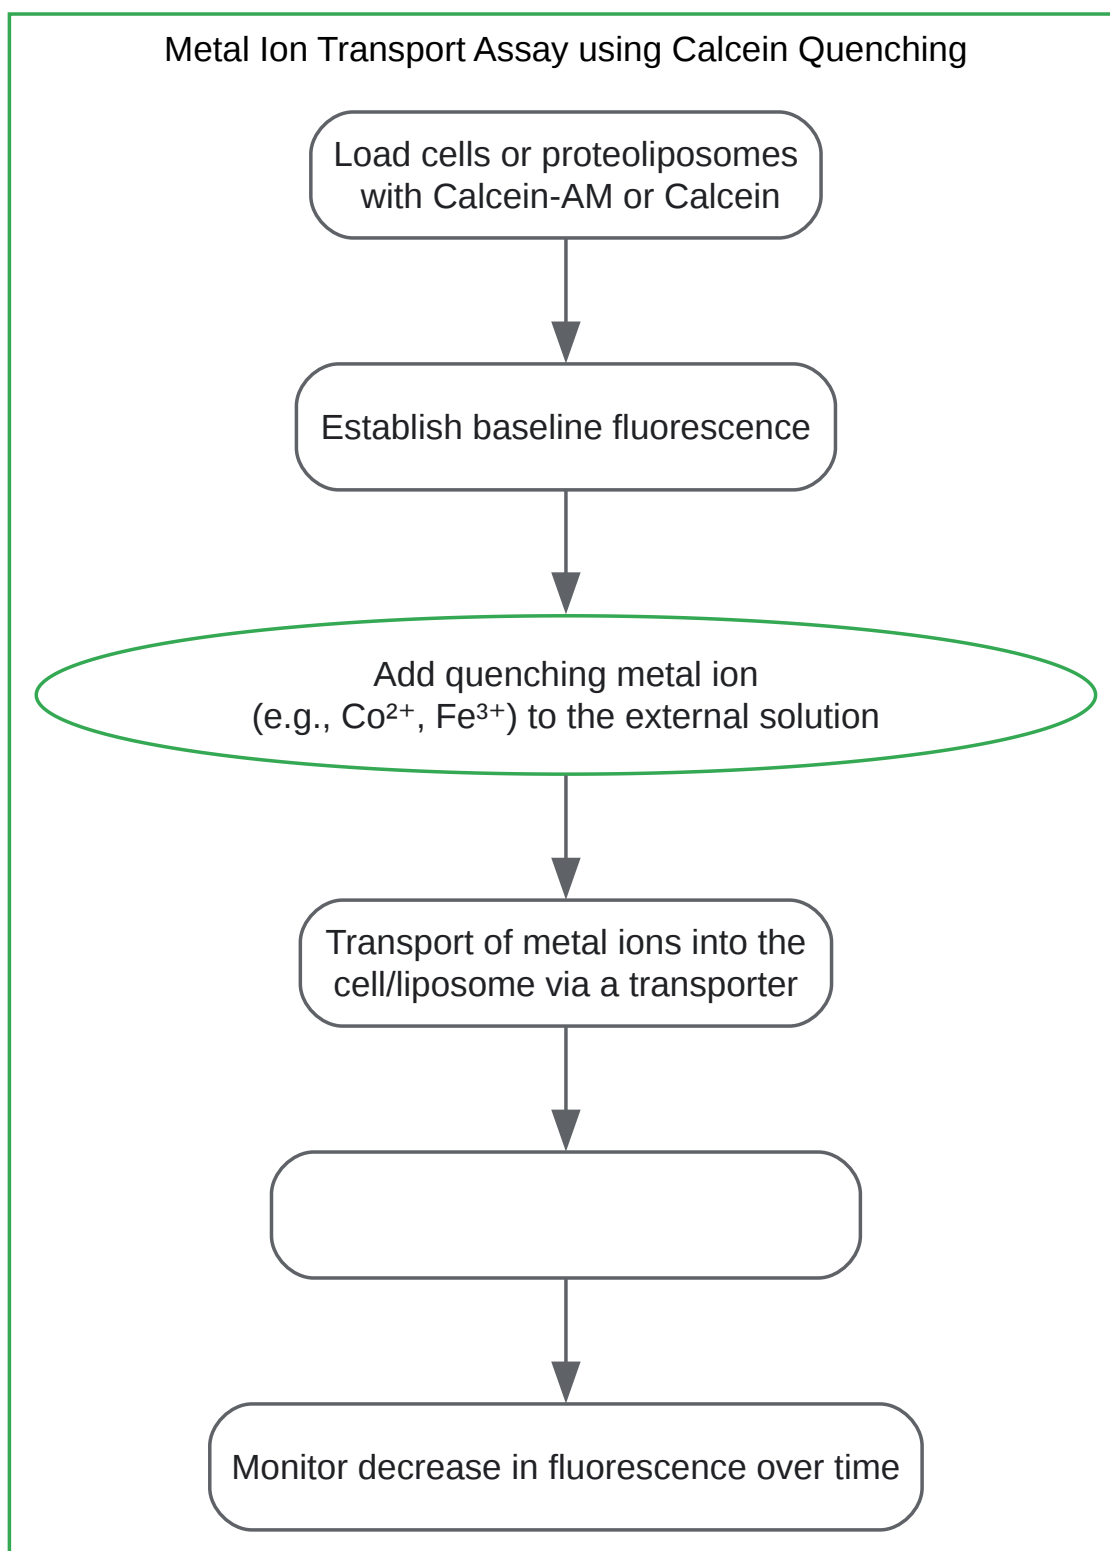 Metal Ion Transport Assay using Calcein Quenching
Load cells or proteoliposomes
with Calcein-AM or Calcein
Establish baseline fluorescence
Add quenching metal ion
(e.g., Co²⁺, Fe³⁺) to the external solution
Transport of metal ions into the
cell/liposome via a transporter
Monitor decrease in fluorescence over time